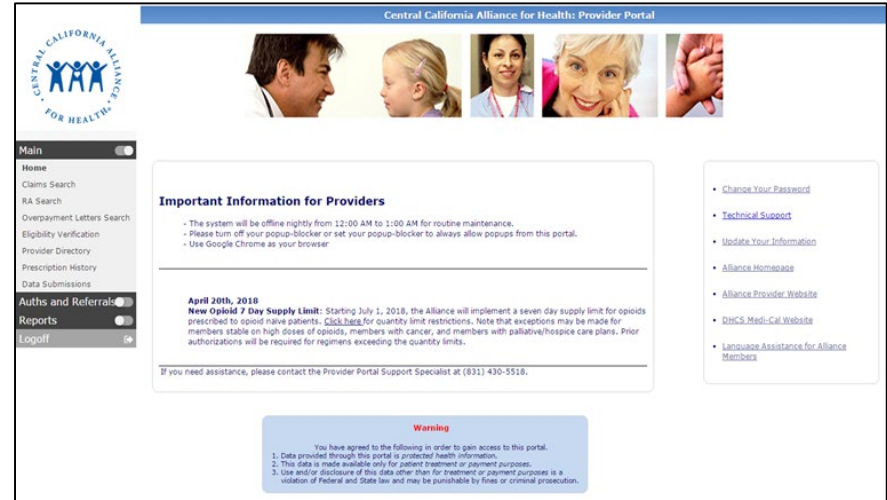 Central California Alliance for Health: Provider Portal
CENTRAL CALIFORNIA ALLIANCE
FOR HEALTH.
Main
Home
Claims Search
RA Search
Overpayment Letters Search
Eligibility Verification
Provider Directory
Prescription History
Data Submissions
Auths and Referrals
Reports
Logoff
Important Information for Providers
- The system will be offline nightly from 12:00 AM to 1:00 AM for routine maintenance.
- Please turn off your popup-blocker or set your popup-blocker to always allow popups from this portal.
- Use Google Chrome as your browser
April 20th, 2018
New Opioid 7 Day Supply Limit: Starting July 1, 2018, the Alliance will implement a seven day supply limit for opioids
prescribed to opioid naive patients. Click here for quantity limit restrictions. Note that exceptions may be made for
members stable on high doses of opioids, members with cancer, and members with palliative/hospice care plans. Prior
authorizations will be required for regimens exceeding the quantity limits.
If you need assistance, please contact the Provider Portal Support Specialist at (831) 430-5518.
• Change Your Password
• Technical Support
• Update Your Information
• Alliance Homepage
• Alliance Provider Website
• DHCS Medi-Cal Website
• Language Assistance for Alliance
Members
Warning
You have agreed to the following in order to gain access to this portal.
1. Data provided through this portal is protected health information.
2. This data is made available only for patient treatment or payment purposes.
3. Use and/or disclosure of this data other than for treatment or payment purposes is a
violation of Federal and State law and may be punishable by fines or criminal prosecution.